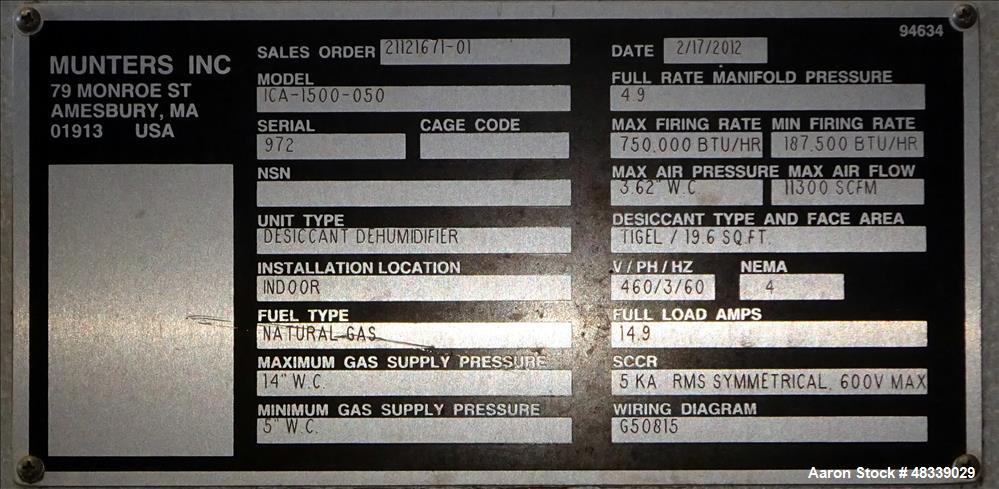 94634
MUNTERS INC
79 MONROE ST
AMESBURY, MA
01913 USA
SALES ORDER 21121671-01
MODEL
ICA-1500-050
SERIAL CAGE CODE
972
NSN
UNIT TYPE
DESICCANT DEHUMIDIFIER
INSTALLATION LOCATION
INDOOR
FUEL TYPE
NATURAL GAS
MAXIMUM GAS SUPPLY PRESSURE
14" W.C.
MINIMUM GAS SUPPLY PRESSURE
5" W.C.
DATE 2/17/2012
FULL RATE MANIFOLD PRESSURE
4.9
MAX FIRING RATE MIN FIRING RATE
750,000 BTU/HR 187,500 BTU/HR
MAX AIR PRESSURE MAX AIR FLOW
3.62" W.C. 11300 SCFM
DESICCANT TYPE AND FACE AREA
TIGEL / 19.6 SQ.FT.
V / PH / HZ NEMA
460/3/60 4
FULL LOAD AMPS
14.9
SCCR
5 KA RMS SYMMETRICAL, 600V MAX
WIRING DIAGRAM
G50815
Aaron Stock # 48339029